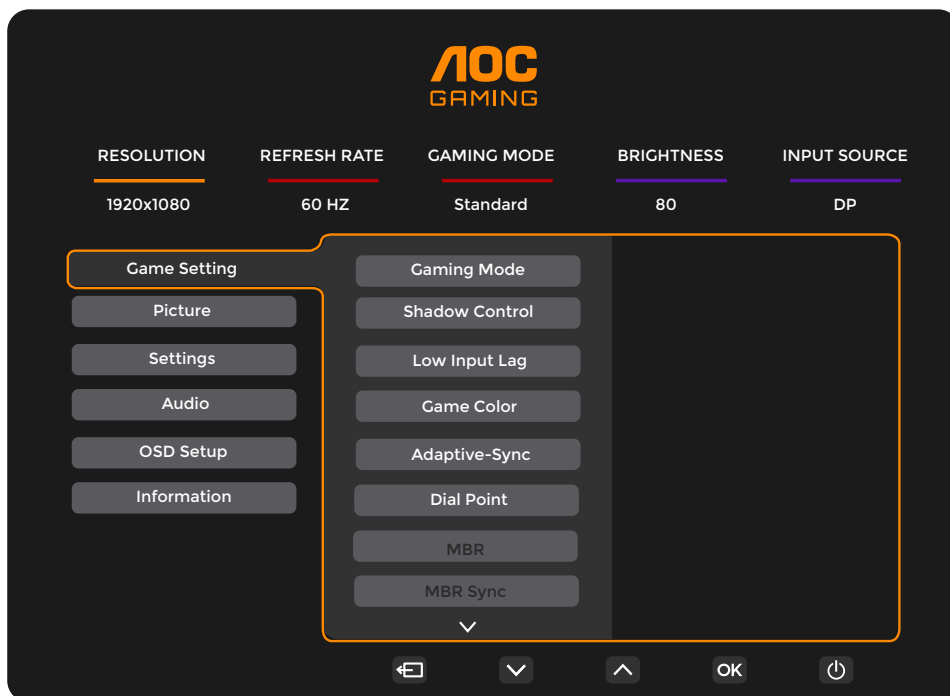 AOC
GAMING
RESOLUTION REFRESH RATE GAMING MODE BRIGHTNESS INPUT SOURCE
1920x1080 60 HZ Standard 80 DP
Game Setting
Picture
Settings
Audio
OSD Setup
Information
Gaming Mode
Shadow Control
Low Input Lag
Game Color
Adaptive-Sync
Dial Point
MBR
MBR Sync
OK